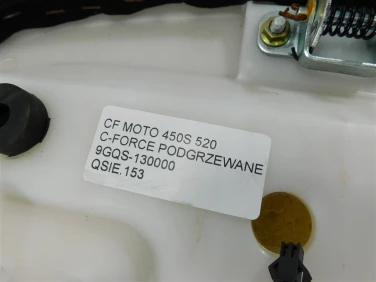 CF MOTO 450S 520
C-FORCE PODGRZEWANE
9GQS-130000
QSIE.153